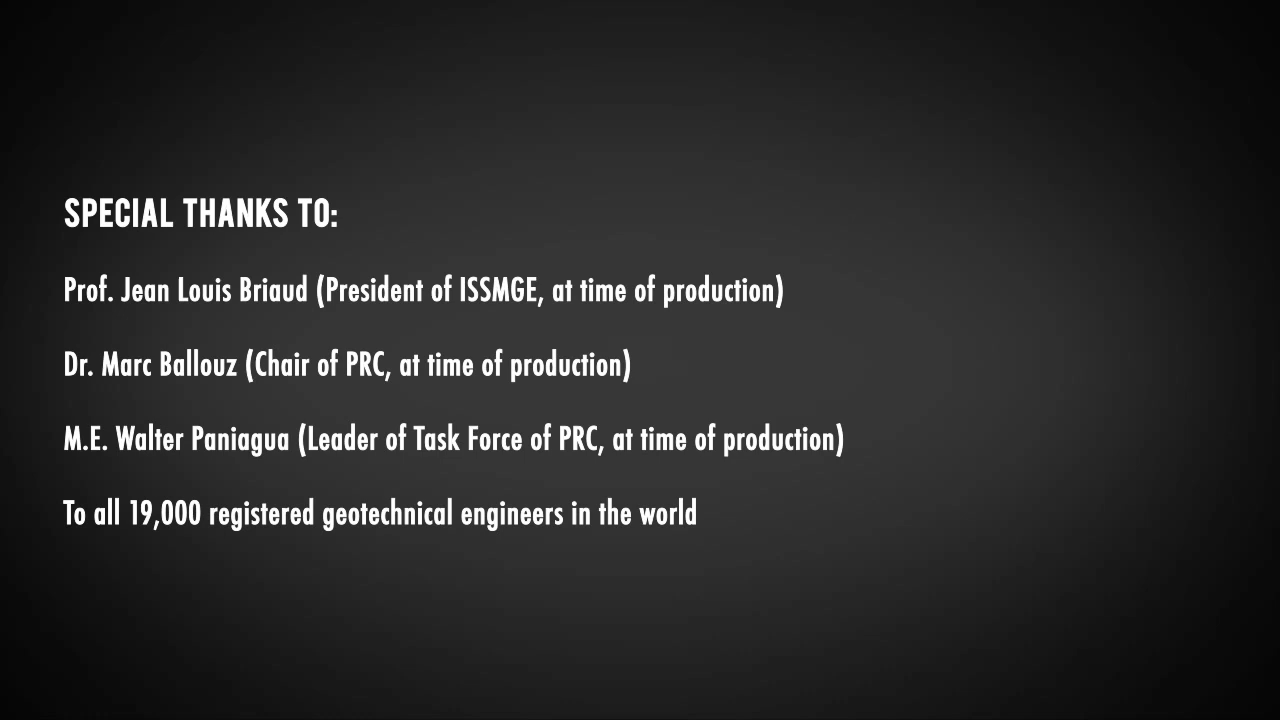 SPECIAL THANKS TO:
Prof. Jean Louis Briaud (President of ISSMGE, at time of production)
Dr. Marc Ballouz (Chair of PRC, at time of production)
M.E. Walter Paniagua (Leader of Task Force of PRC, at time of production)
To all 19,000 registered geotechnical engineers in the world